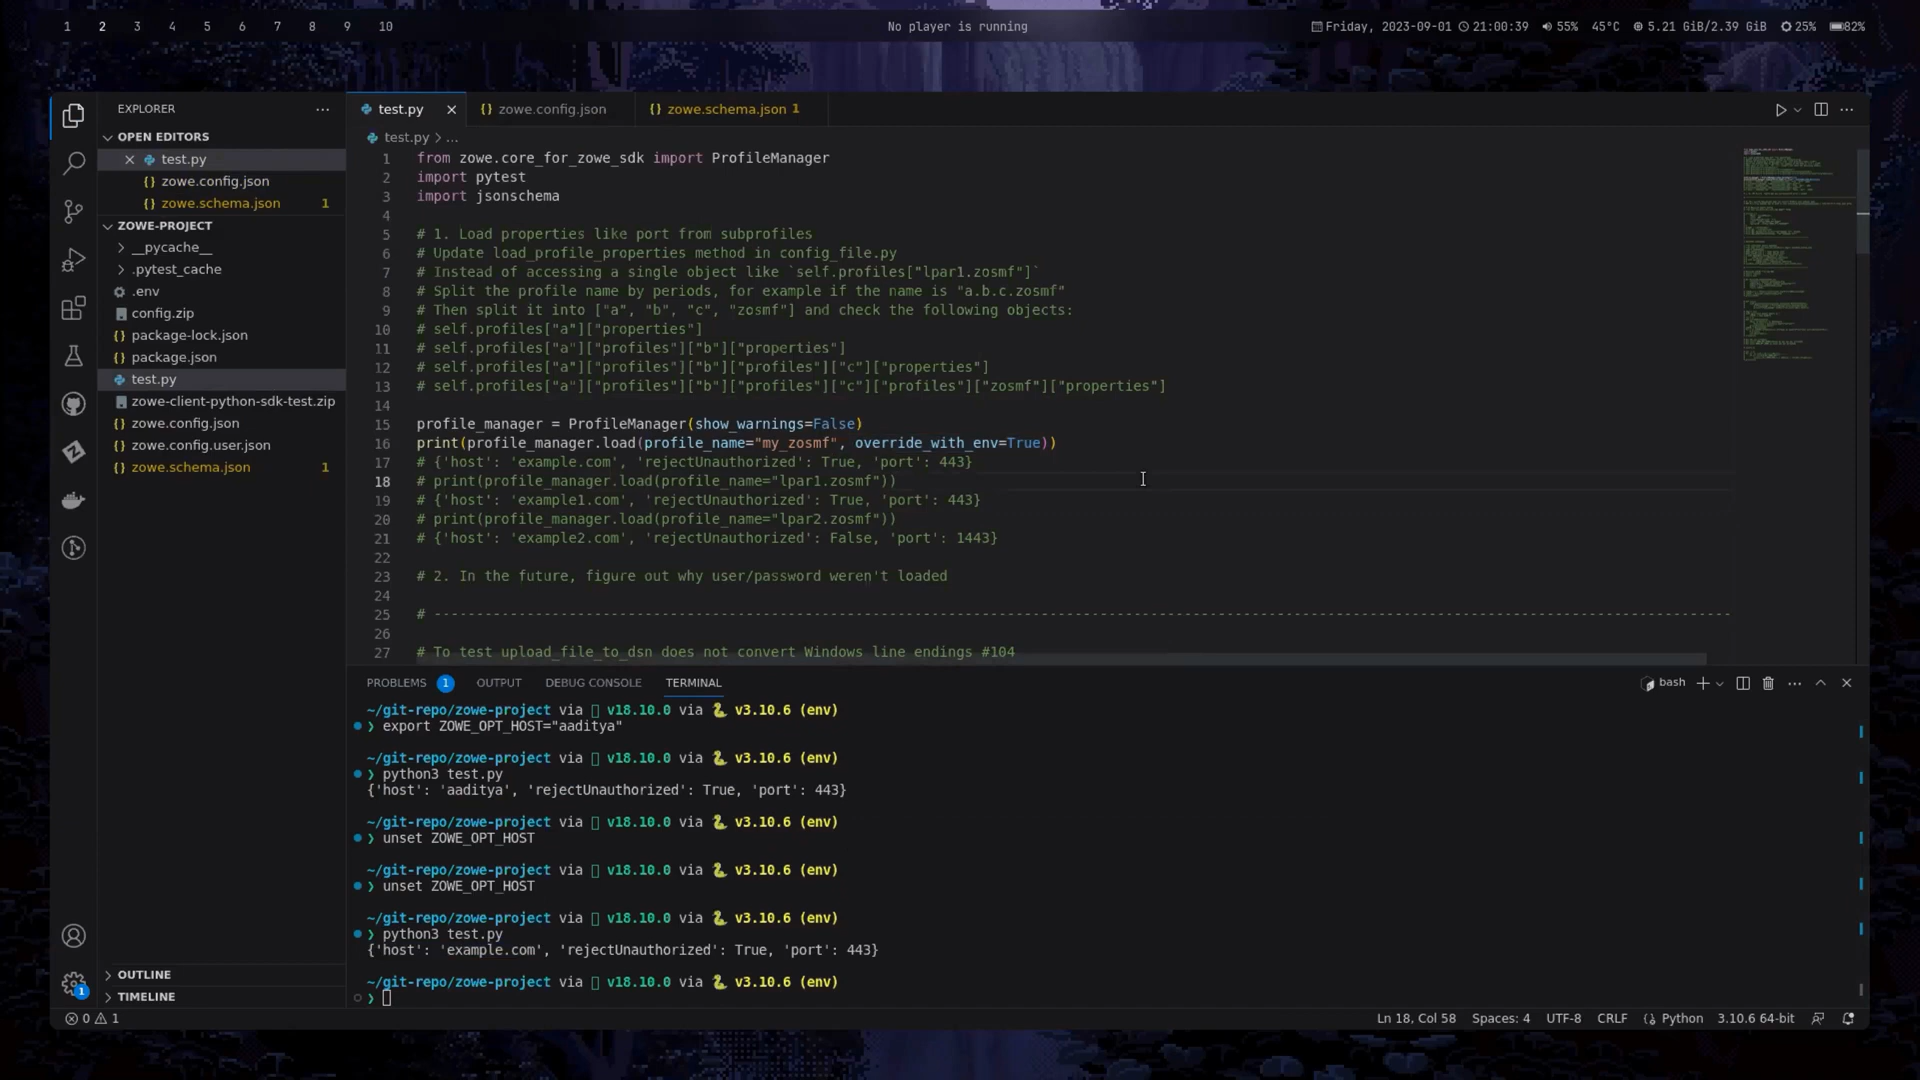 1 2 3 4 5 6 7 8 9 10
No player is running
Friday, 2023-09-01 21:00:39 55% 45°C 5.21 GiB/2.39 GiB 25% 82%
EXPLORER ...
OPEN EDITORS
test.py
zowe.config.json
zowe.schema.json 1
ZOWE-PROJECT
__pycache__
.pytest_cache
.env
config.zip
package-lock.json
package.json
test.py
zowe-client-python-sdk-test.zip
zowe.config.json
zowe.config.user.json
zowe.schema.json 1
OUTLINE
TIMELINE
1
test.py zowe.config.json zowe.schema.json 1
test.py > ...
1 from zowe.core_for_zowe_sdk import ProfileManager
2 import pytest
3 import jsonschema
4
5 # 1. Load properties like port from subprofiles
6 # Update load_profile_properties method in config_file.py
7 # Instead of accessing a single object like `self.profiles["lpar1.zosmf"]`
8 # Split the profile name by periods, for example if the name is "a.b.c.zosmf"
9 # Then split it into ["a", "b", "c", "zosmf"] and check the following objects:
10 # self.profiles["a"]["properties"]
11 # self.profiles["a"]["profiles"]["b"]["properties"]
12 # self.profiles["a"]["profiles"]["b"]["profiles"]["c"]["properties"]
13 # self.profiles["a"]["profiles"]["b"]["profiles"]["c"]["profiles"]["zosmf"]["properties"]
14
15 profile_manager = ProfileManager(show_warnings=False)
16 print(profile_manager.load(profile_name="my_zosmf", override_with_env=True))
17 # {'host': 'example.com', 'rejectUnauthorized': True, 'port': 443}
18 # print(profile_manager.load(profile_name="lpar1.zosmf"))
19 # {'host': 'example1.com', 'rejectUnauthorized': True, 'port': 443}
20 # print(profile_manager.load(profile_name="lpar2.zosmf"))
21 # {'host': 'example2.com', 'rejectUnauthorized': False, 'port': 1443}
22
23 # 2. In the future, figure out why user/password weren't loaded
24
25 # ----------------------------------------------------------------------------------------------------------------------------------------------------------
26
27 # To test upload_file_to_dsn does not convert Windows line endings #104
PROBLEMS 1 OUTPUT DEBUG CONSOLE TERMINAL bash
~/git-repo/zowe-project via v18.10.0 via 🐍 v3.10.6 (env)
❯ export ZOWE_OPT_HOST="aaditya"
~/git-repo/zowe-project via v18.10.0 via 🐍 v3.10.6 (env)
❯ python3 test.py
{'host': 'aaditya', 'rejectUnauthorized': True, 'port': 443}
~/git-repo/zowe-project via v18.10.0 via 🐍 v3.10.6 (env)
❯ unset ZOWE_OPT_HOST
~/git-repo/zowe-project via v18.10.0 via 🐍 v3.10.6 (env)
❯ unset ZOWE_OPT_HOST
~/git-repo/zowe-project via v18.10.0 via 🐍 v3.10.6 (env)
❯ python3 test.py
{'host': 'example.com', 'rejectUnauthorized': True, 'port': 443}
~/git-repo/zowe-project via v18.10.0 via 🐍 v3.10.6 (env)
❯
0 1 Ln 18, Col 58 Spaces: 4 UTF-8 CRLF Python 3.10.6 64-bit